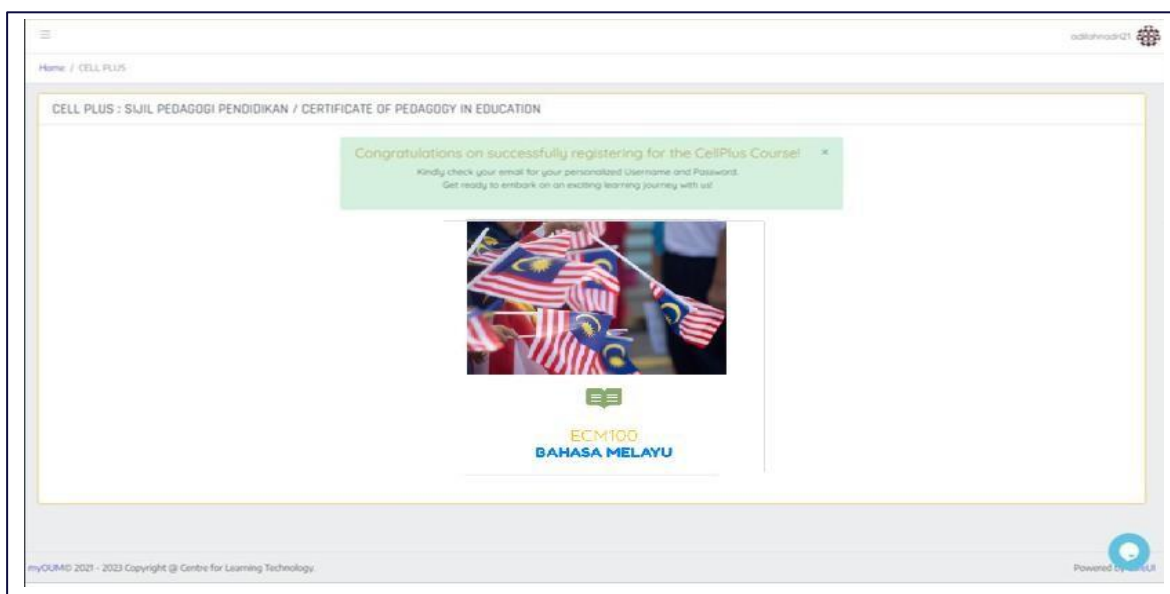 Home / CELL PLUS
CELL PLUS : SIJIL PEDAGOGI PENDIDIKAN / CERTIFICATE OF PEDAGOGY IN EDUCATION
Congratulations on successfully registering for the CellPlus Course! ×
Kindly check your email for your personalized Username and Password.
Get ready to embark on an exciting learning journey with us!
ECM100
BAHASA MELAYU
myOUM© 2021 - 2023 Copyright @ Centre for Learning Technology.
Powered by